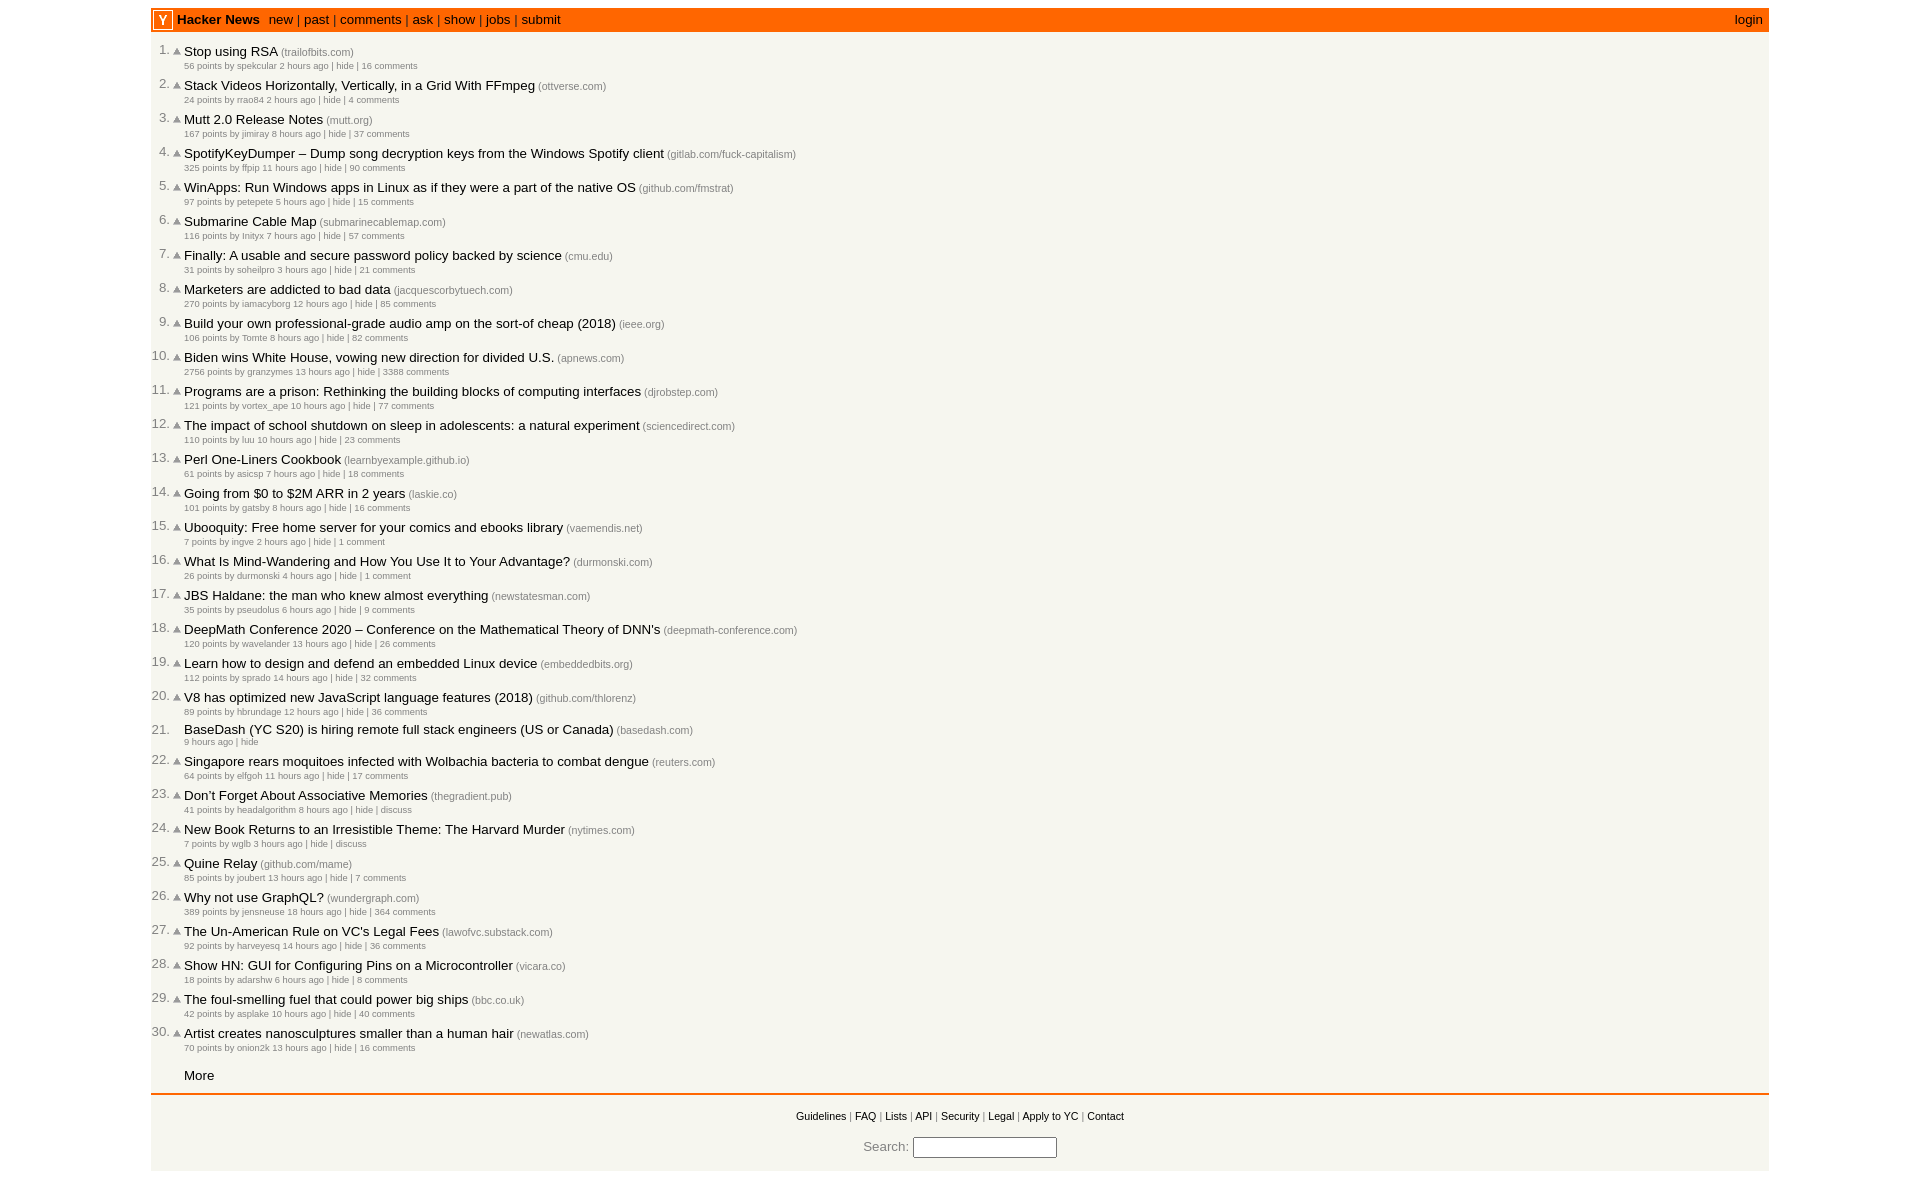 Y Hacker News new | past | comments | ask | show | jobs | submit login
1. Stop using RSA (trailofbits.com)
56 points by spekcular 2 hours ago | hide | 16 comments
2. Stack Videos Horizontally, Vertically, in a Grid With FFmpeg (ottverse.com)
24 points by rrao84 2 hours ago | hide | 4 comments
3. Mutt 2.0 Release Notes (mutt.org)
167 points by jimiray 8 hours ago | hide | 37 comments
4. SpotifyKeyDumper – Dump song decryption keys from the Windows Spotify client (gitlab.com/fuck-capitalism)
325 points by ffpip 11 hours ago | hide | 90 comments
5. WinApps: Run Windows apps in Linux as if they were a part of the native OS (github.com/fmstrat)
97 points by petepete 5 hours ago | hide | 15 comments
6. Submarine Cable Map (submarinecablemap.com)
116 points by Inityx 7 hours ago | hide | 57 comments
7. Finally: A usable and secure password policy backed by science (cmu.edu)
31 points by soheilpro 3 hours ago | hide | 21 comments
8. Marketers are addicted to bad data (jacquescorbytuech.com)
270 points by iamacyborg 12 hours ago | hide | 85 comments
9. Build your own professional-grade audio amp on the sort-of cheap (2018) (ieee.org)
106 points by Tomte 8 hours ago | hide | 82 comments
10. Biden wins White House, vowing new direction for divided U.S. (apnews.com)
2756 points by granzymes 13 hours ago | hide | 3388 comments
11. Programs are a prison: Rethinking the building blocks of computing interfaces (djrobstep.com)
121 points by vortex_ape 10 hours ago | hide | 77 comments
12. The impact of school shutdown on sleep in adolescents: a natural experiment (sciencedirect.com)
110 points by luu 10 hours ago | hide | 23 comments
13. Perl One-Liners Cookbook (learnbyexample.github.io)
61 points by asicsp 7 hours ago | hide | 18 comments
14. Going from $0 to $2M ARR in 2 years (laskie.co)
101 points by gatsby 8 hours ago | hide | 16 comments
15. Ubooquity: Free home server for your comics and ebooks library (vaemendis.net)
7 points by ingve 2 hours ago | hide | 1 comment
16. What Is Mind-Wandering and How You Use It to Your Advantage? (durmonski.com)
26 points by durmonski 4 hours ago | hide | 1 comment
17. JBS Haldane: the man who knew almost everything (newstatesman.com)
35 points by pseudolus 6 hours ago | hide | 9 comments
18. DeepMath Conference 2020 – Conference on the Mathematical Theory of DNN's (deepmath-conference.com)
120 points by wavelander 13 hours ago | hide | 26 comments
19. Learn how to design and defend an embedded Linux device (embeddedbits.org)
112 points by sprado 14 hours ago | hide | 32 comments
20. V8 has optimized new JavaScript language features (2018) (github.com/thlorenz)
89 points by hbrundage 12 hours ago | hide | 36 comments
21. BaseDash (YC S20) is hiring remote full stack engineers (US or Canada) (basedash.com)
9 hours ago | hide
22. Singapore rears moquitoes infected with Wolbachia bacteria to combat dengue (reuters.com)
64 points by elfgoh 11 hours ago | hide | 17 comments
23. Don’t Forget About Associative Memories (thegradient.pub)
41 points by headalgorithm 8 hours ago | hide | discuss
24. New Book Returns to an Irresistible Theme: The Harvard Murder (nytimes.com)
7 points by wglb 3 hours ago | hide | discuss
25. Quine Relay (github.com/mame)
85 points by joubert 13 hours ago | hide | 7 comments
26. Why not use GraphQL? (wundergraph.com)
389 points by jensneuse 18 hours ago | hide | 364 comments
27. The Un-American Rule on VC's Legal Fees (lawofvc.substack.com)
92 points by harveyesq 14 hours ago | hide | 36 comments
28. Show HN: GUI for Configuring Pins on a Microcontroller (vicara.co)
18 points by adarshw 6 hours ago | hide | 8 comments
29. The foul-smelling fuel that could power big ships (bbc.co.uk)
42 points by asplake 10 hours ago | hide | 40 comments
30. Artist creates nanosculptures smaller than a human hair (newatlas.com)
70 points by onion2k 13 hours ago | hide | 16 comments
More
Guidelines | FAQ | Lists | API | Security | Legal | Apply to YC | Contact
Search: